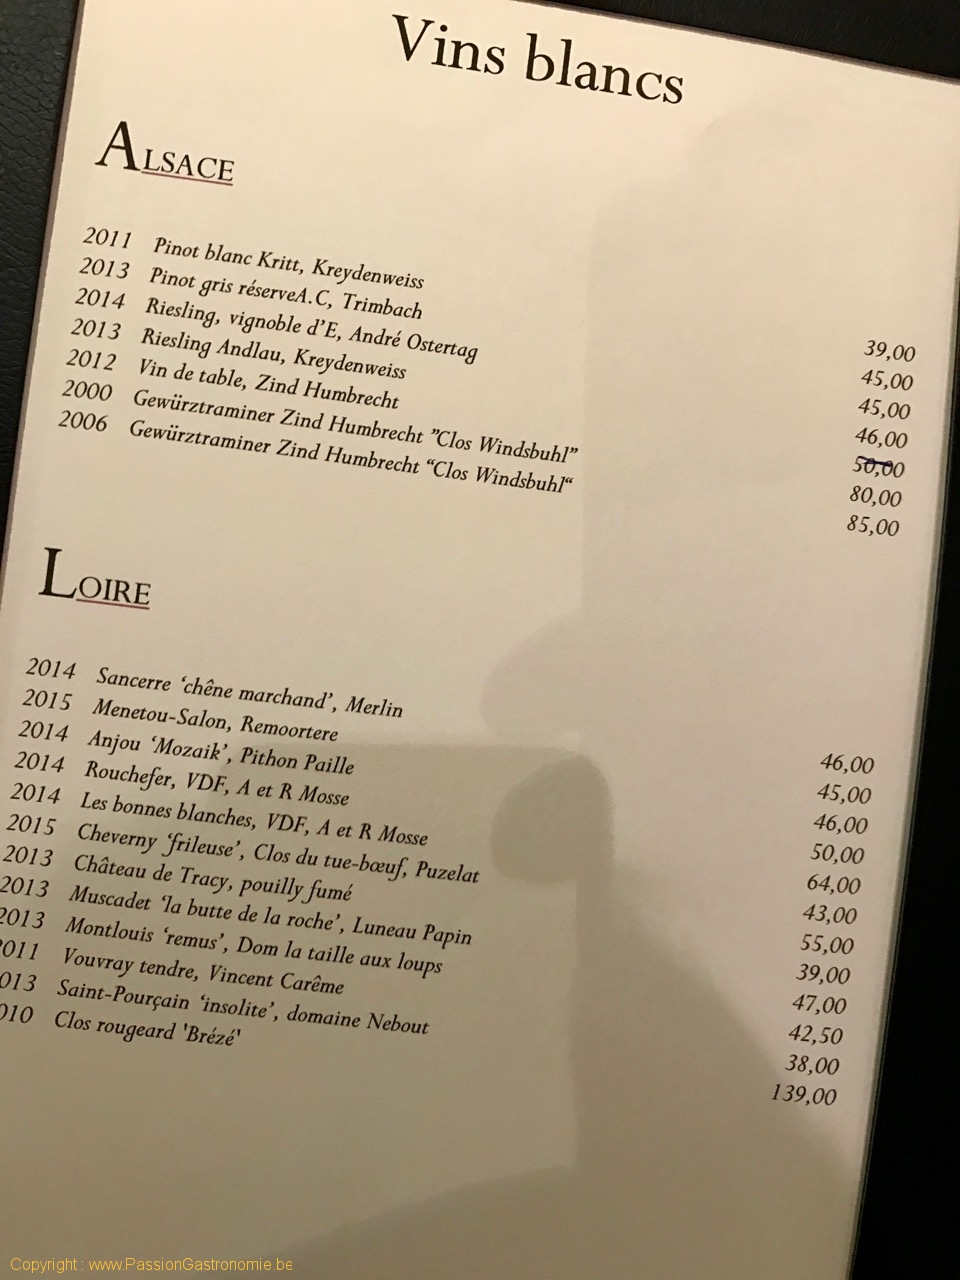 Vins blancs
ALSACE
2011 Pinot blanc Kritt, Kreydenweiss 39,00
2013 Pinot gris réserveA.C, Trimbach 45,00
2014 Riesling, vignoble d'E, André Ostertag 45,00
2013 Riesling Andlau, Kreydenweiss 46,00
2012 Vin de table, Zind Humbrecht 50,00
2000 Gewürztraminer Zind Humbrecht ”Clos Windsbuhl” 80,00
2006 Gewürztraminer Zind Humbrecht “Clos Windsbuhl“ 85,00
LOIRE
2014 Sancerre ‘chêne marchand’, Merlin 46,00
2015 Menetou-Salon, Remoortere 45,00
2014 Anjou ‘Mozaik’, Pithon Paille 46,00
2014 Rouchefer, VDF, A et R Mosse 50,00
2014 Les bonnes blanches, VDF, A et R Mosse 64,00
2015 Cheverny ‘frileuse’, Clos du tue-bœuf, Puzelat 43,00
2013 Château de Tracy, pouilly fumé 55,00
2013 Muscadet ‘la butte de la roche’, Luneau Papin 39,00
2013 Montlouis ‘remus’, Dom la taille aux loups 47,00
2011 Vouvray tendre, Vincent Carême 42,50
013 Saint-Pourçain ‘insolite’, domaine Nebout 38,00
010 Clos rougeard 'Brézé' 139,00
Copyright : www.PassionGastronomie.be